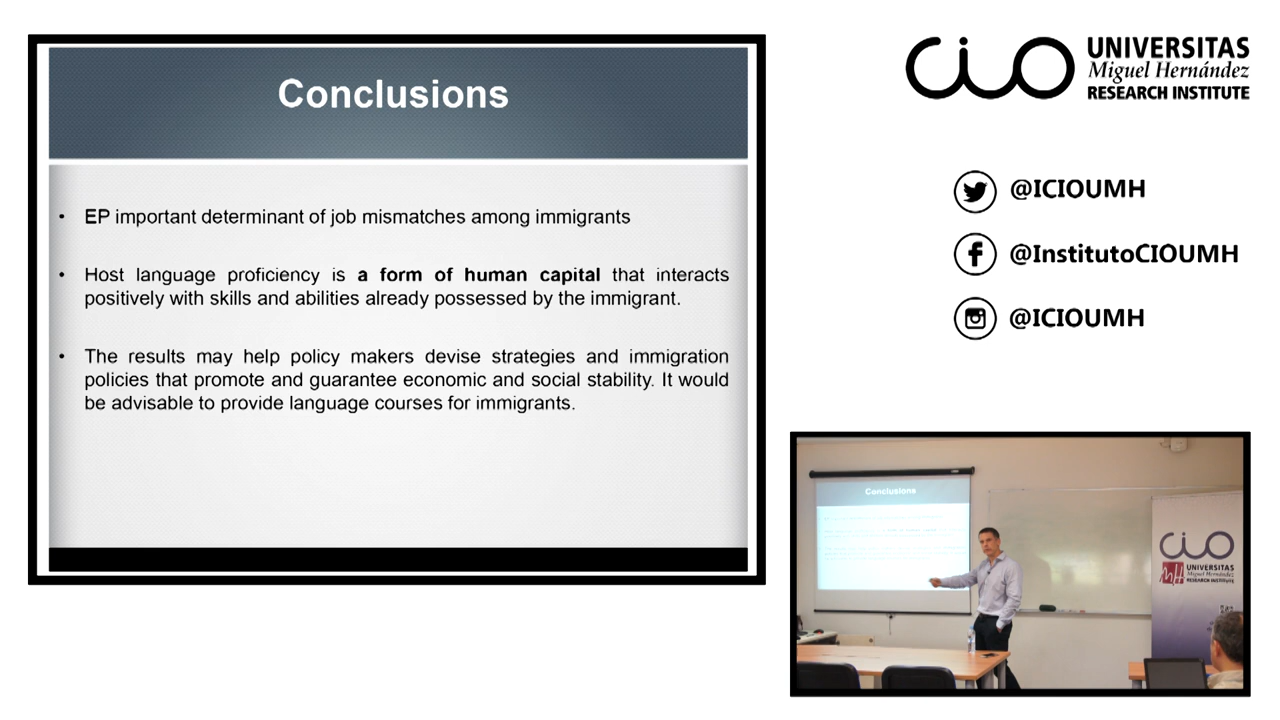 Conclusions
• EP important determinant of job mismatches among immigrants
• Host language proficiency is a form of human capital that interacts
positively with skills and abilities already possessed by the immigrant.
• The results may help policy makers devise strategies and immigration
policies that promote and guarantee economic and social stability. It would
be advisable to provide language courses for immigrants.
cio UNIVERSITAS
Miguel Hernández
RESEARCH INSTITUTE
@ICIOUMH
@InstitutoCIOUMH
@ICIOUMH
Conclusions
cio
MH UNIVERSITAS
Miguel Hernández
RESEARCH INSTITUTE